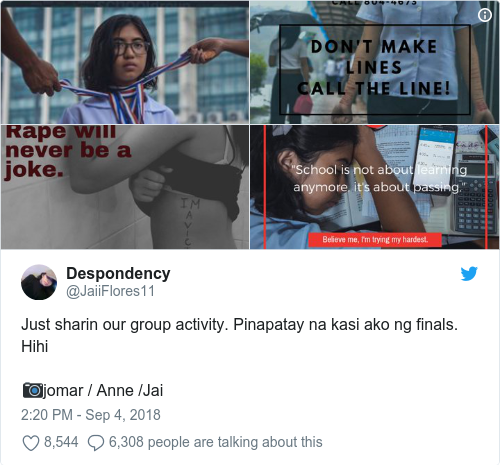 CALL 804-4673
DON'T MAKE
LINES
CALL THE LINE!
Rape will
never be a
joke.
I'M
A
VIC
"School is not about learning
anymore, it's about passing."
Believe me, I'm trying my hardest.
Despondency
@JaiiFlores11
Just sharin our group activity. Pinapatay na kasi ako ng finals.
Hihi
📷jomar / Anne /Jai
2:20 PM - Sep 4, 2018
8,544 6,308 people are talking about this